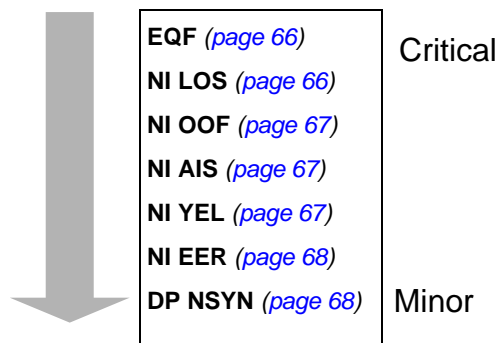 EQF (page 66)
Critical
NI LOS (page 66)
NI OOF (page 67)
NI AIS (page 67)
NI YEL (page 67)
NI EER (page 68)
DP NSYN (page 68)
Minor